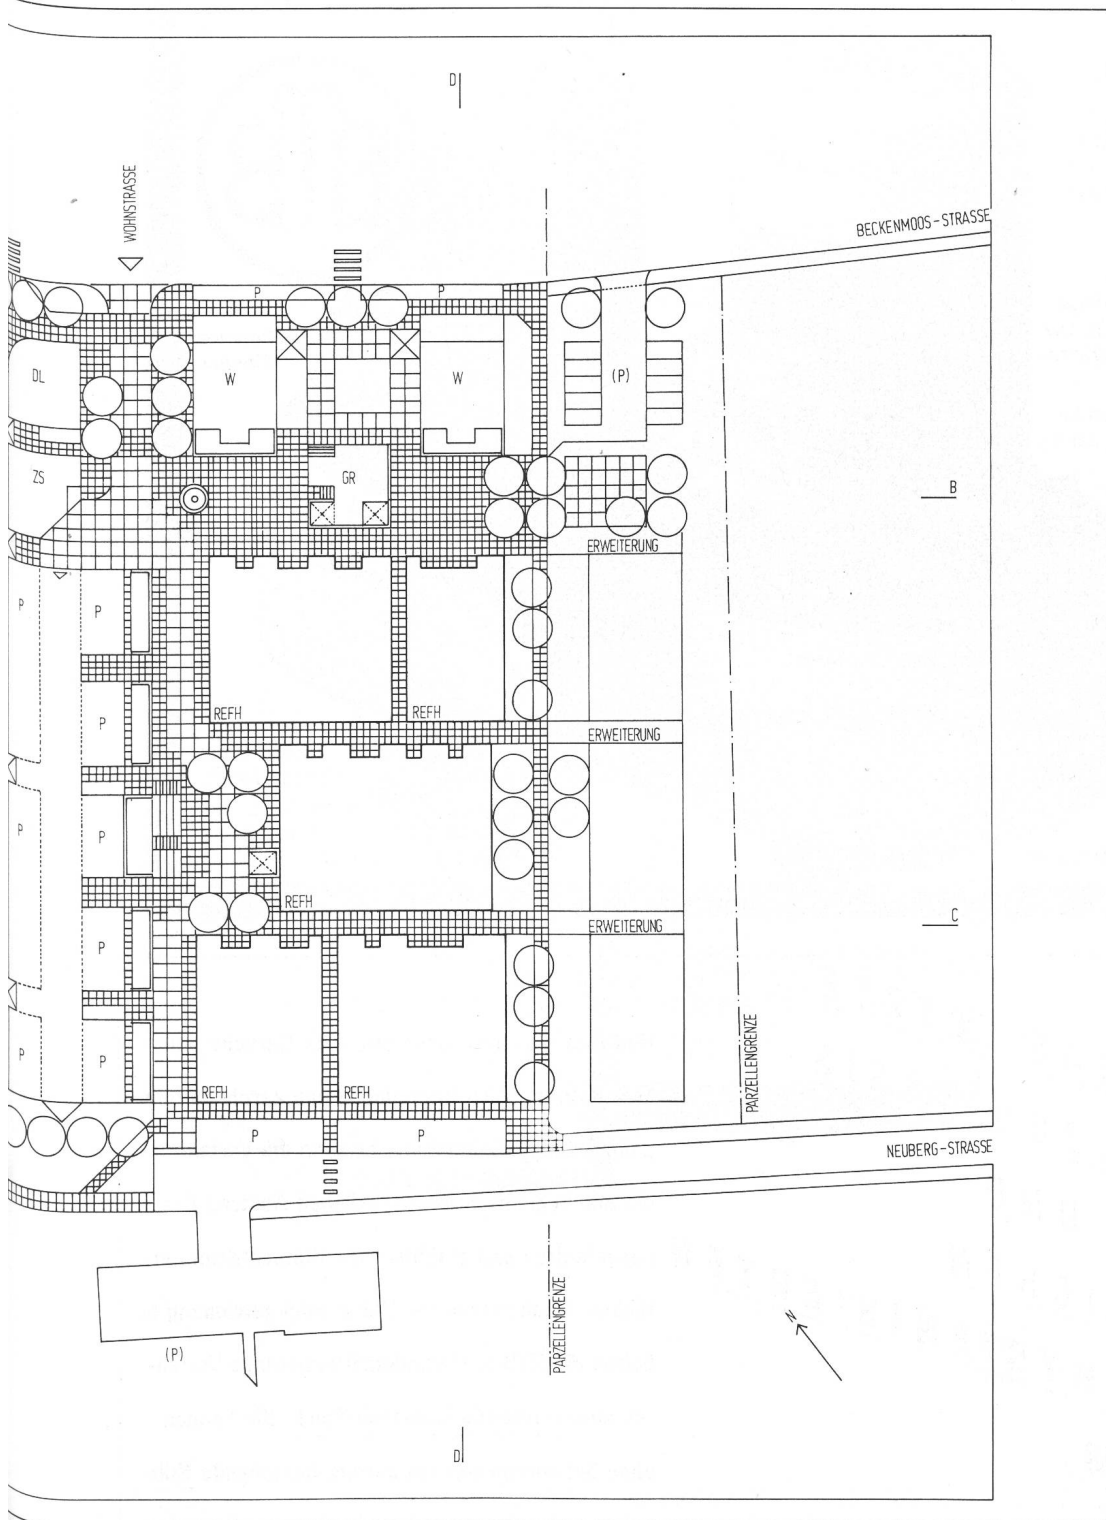 D
WOHNSTRASSE
BECKENMOOS-STRASSE
P
P
DL
W
W
(P)
ZS
GR
B
ERWEITERUNG
P
P
REFH
REFH
P
ERWEITERUNG
P
P
REFH
C
ERWEITERUNG
P
PARZELLENGRENZE
P
P
REFH
REFH
P
P
NEUBERG-STRASSE
PARZELLENGRENZE
N
(P)
D